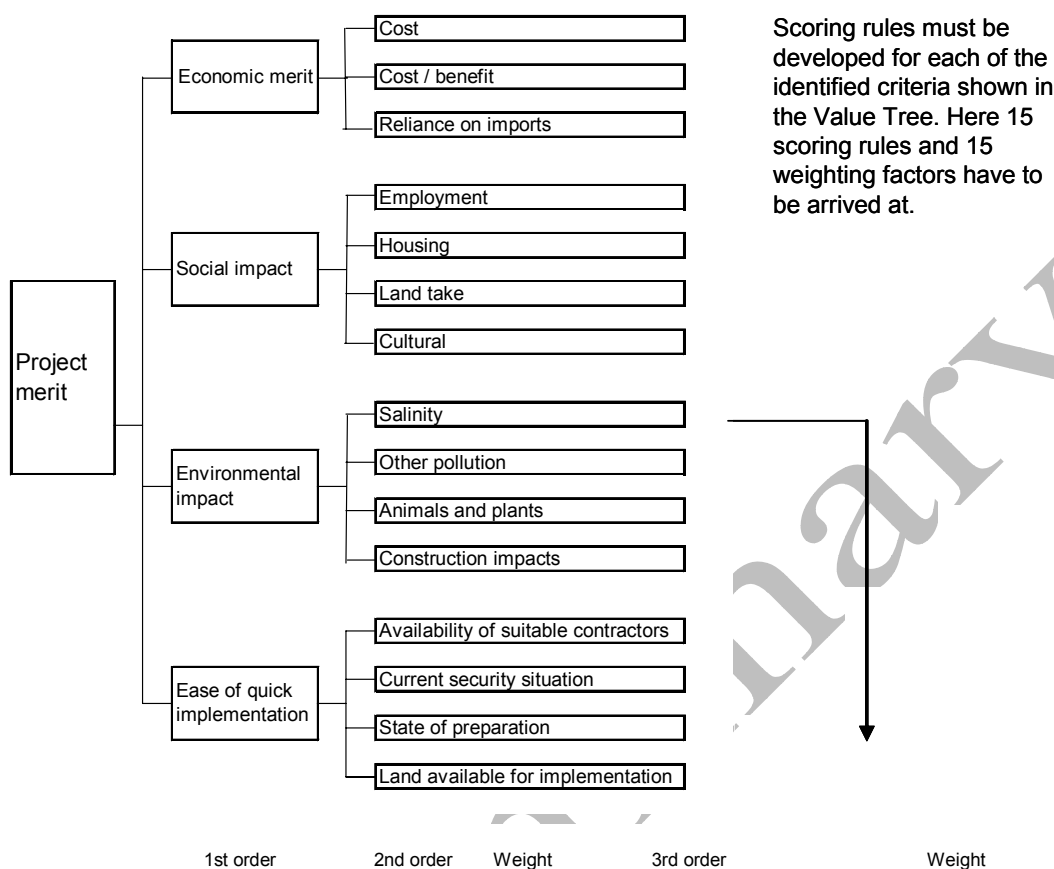 Project
merit
Economic merit
Cost
Cost / benefit
Reliance on imports
Social impact
Employment
Housing
Land take
Cultural
Environmental
impact
Salinity
Other pollution
Animals and plants
Construction impacts
Ease of quick
implementation
Availability of suitable contractors
Current security situation
State of preparation
Land available for implementation
Scoring rules must be
developed for each of the
identified criteria shown in
the Value Tree. Here 15
scoring rules and 15
weighting factors have to
be arrived at.
1st order 2nd order Weight 3rd order Weight